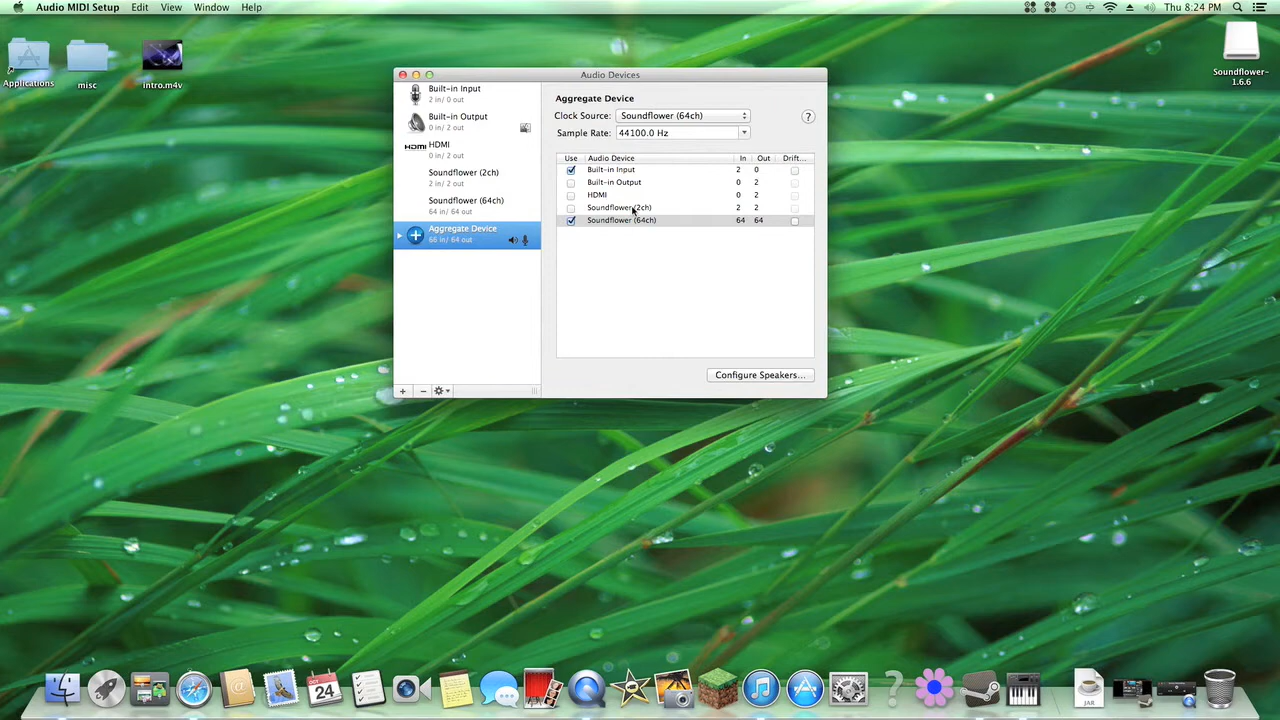 Audio MIDI Setup Edit View Window Help Thu 8:24 PM
Applications
misc
intro.m4v
Soundflower-
1.6.6
Audio Devices
Built-in Input
2 in/ 0 out
Built-in Output
0 in/ 2 out
HDMI
HDMI
0 in/ 2 out
Soundflower (2ch)
2 in/ 2 out
Soundflower (64ch)
64 in/ 64 out
Aggregate Device
66 in/ 64 out
Aggregate Device
Clock Source: Soundflower (64ch)
?
Sample Rate: 44100.0 Hz
Use Audio Device In Out Drift...
Built-in Input 2 0
Built-in Output 0 2
HDMI 0 2
Soundflower (2ch) 2 2
Soundflower (64ch) 64 64
Configure Speakers...
OCT
24
?
JAR